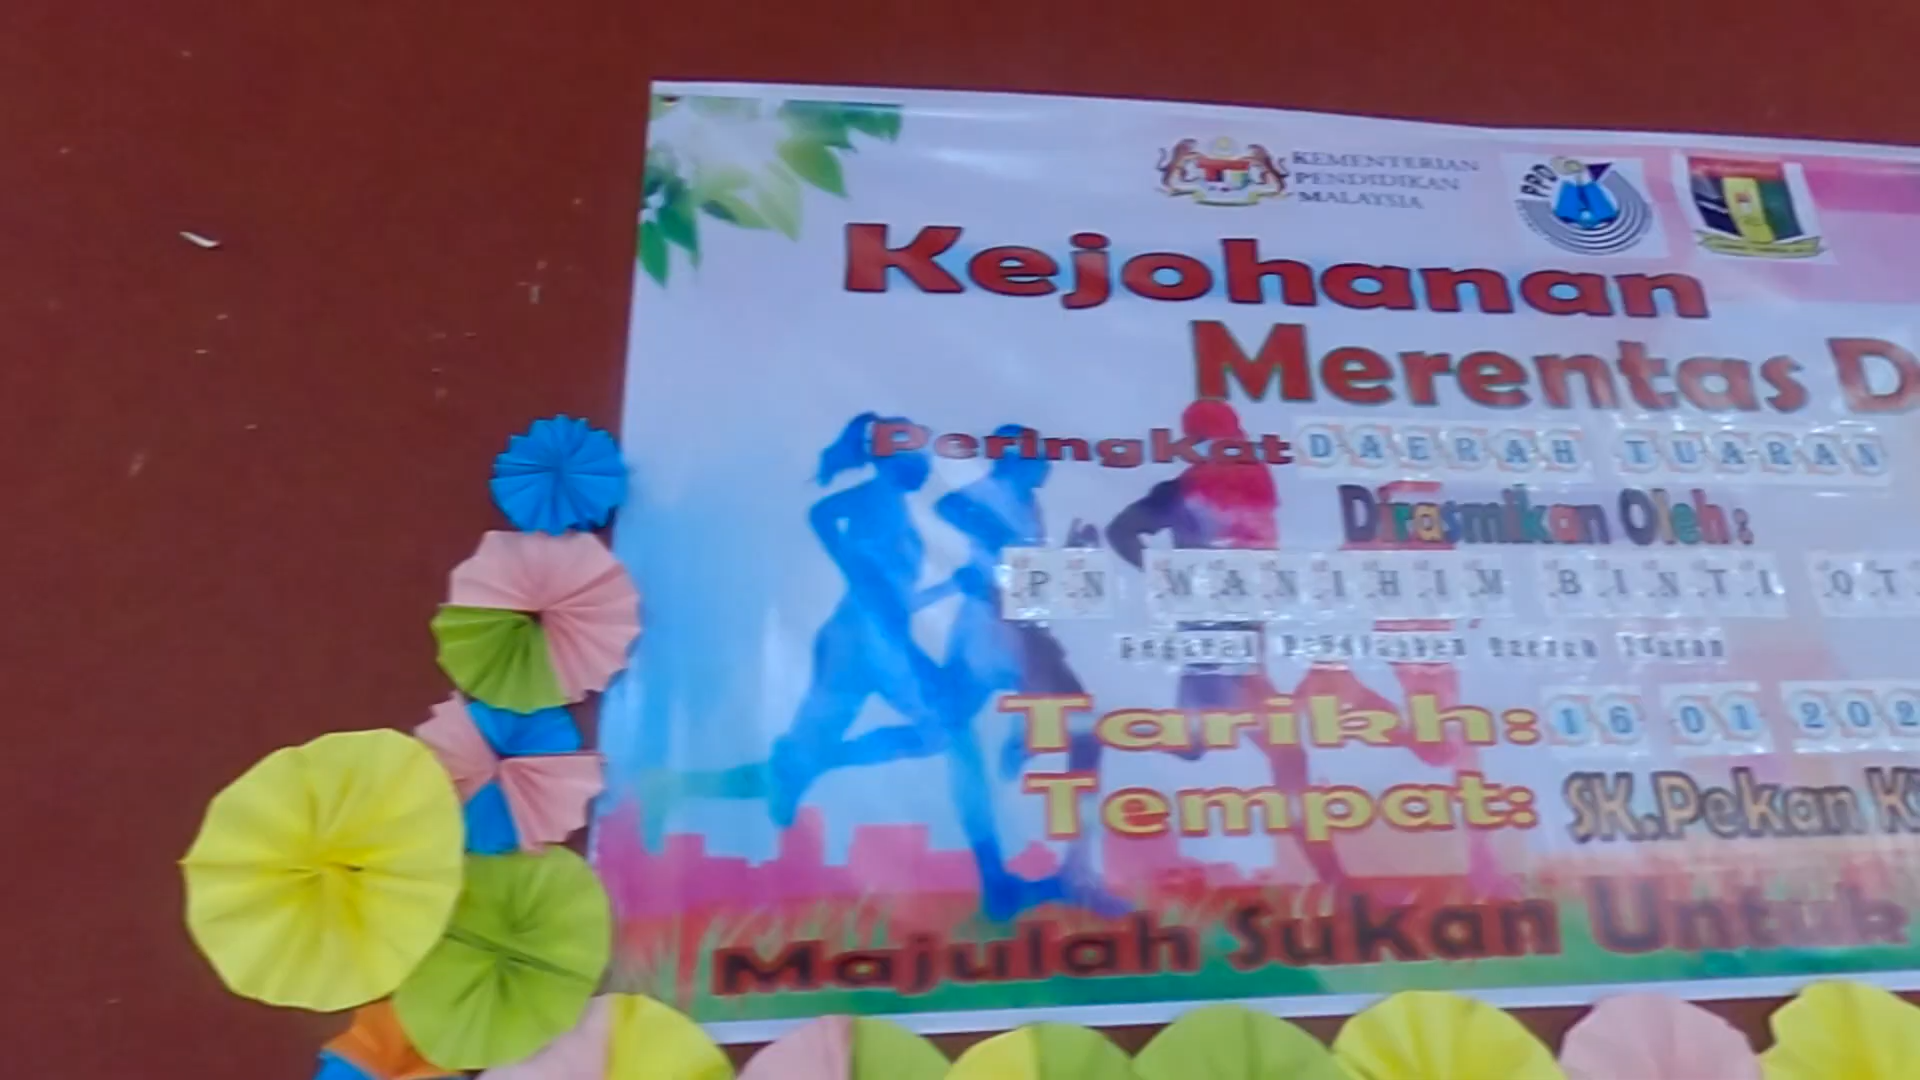 KEMENTERIAN
PENDIDIKAN
MALAYSIA
PPD
Kejohanan
Merentas D
Peringkat DAERAH TUARAN
Dirasmikan Oleh:
PN WANIHIM BINTI OT
Tarikh: 16 01 202
Tempat: SK.Pekan K
Majulah Sukan Untuk